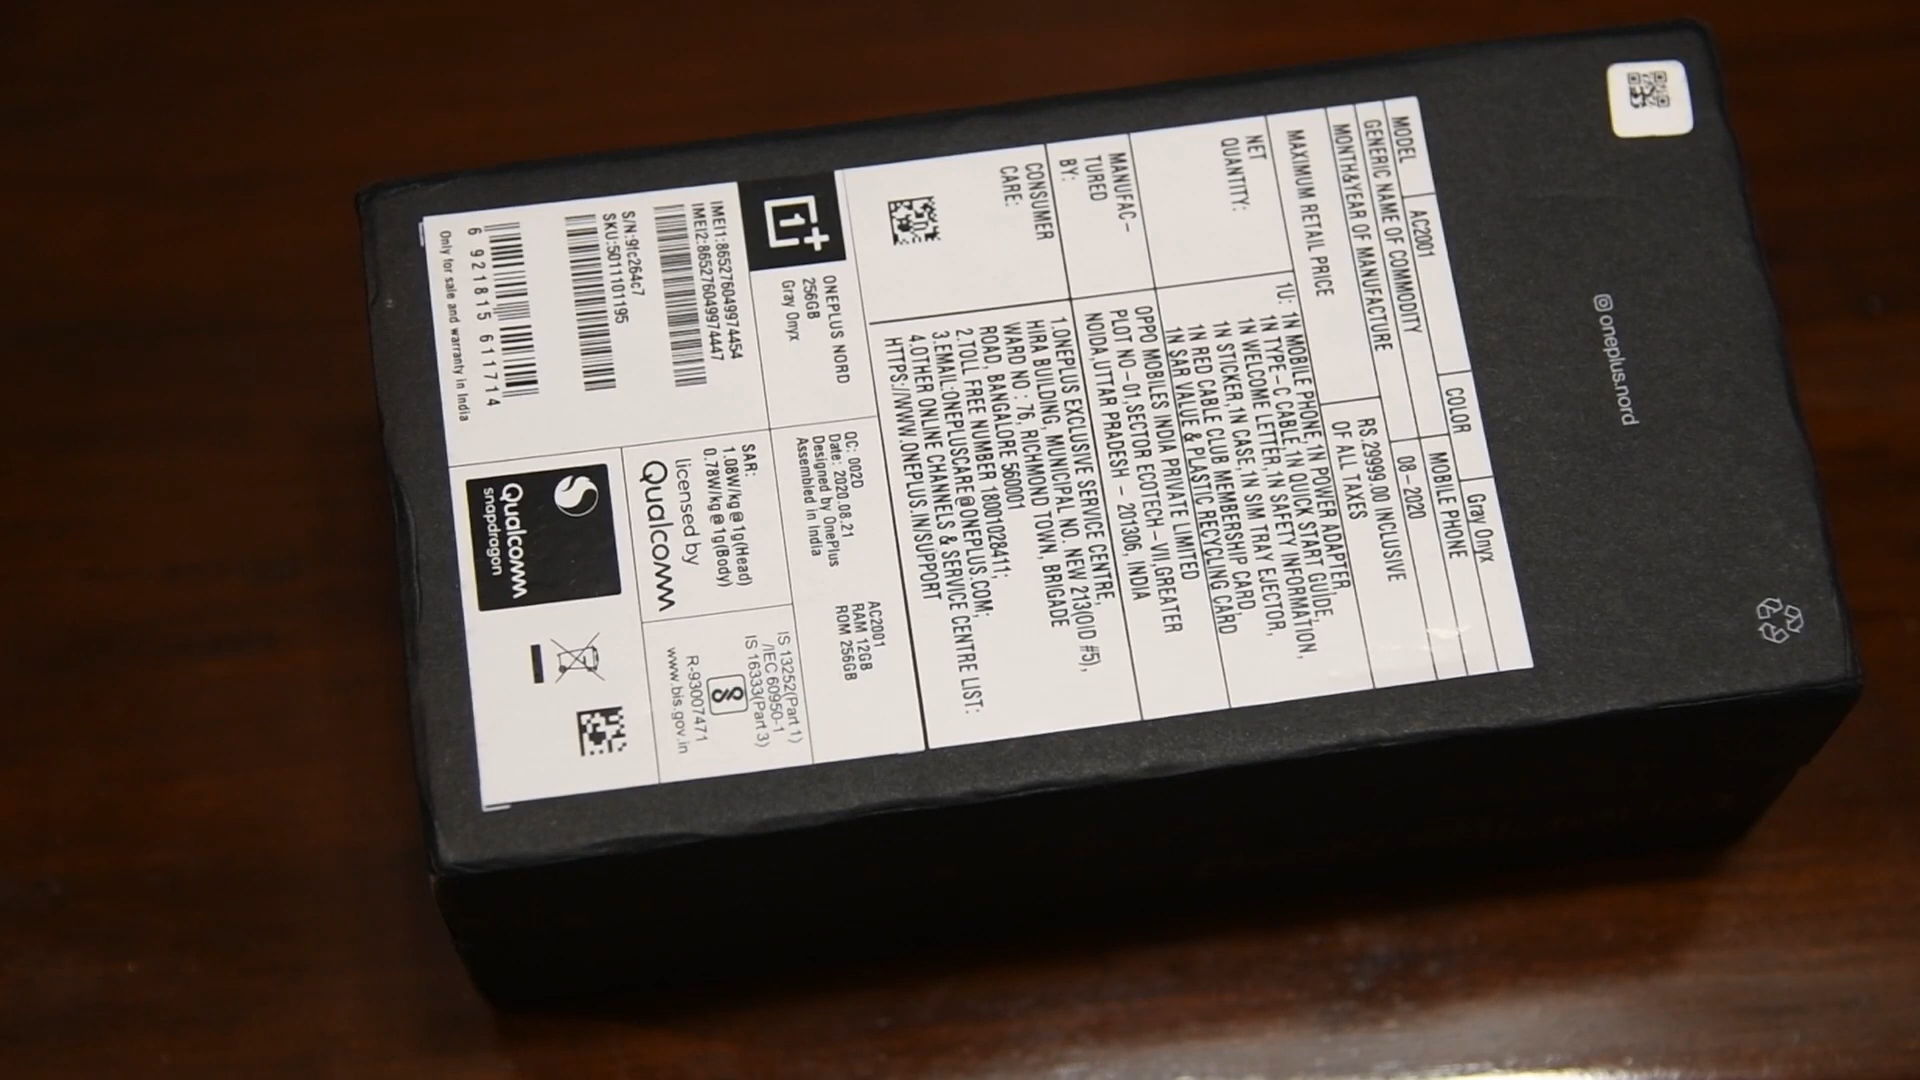 MODEL AC2001 COLOR Gray Onyx
GENERIC NAME OF COMMODITY MOBILE PHONE
MONTH&YEAR OF MANUFACTURE 08-2020
MAXIMUM RETAIL PRICE RS.29999.00 INCLUSIVE
OF ALL TAXES
NET
QUANTITY:
1U: 1N MOBILE PHONE,1N POWER ADAPTER,
1N TYPE-C CABLE,1N QUICK START GUIDE,
1N WELCOME LETTER,1N SAFETY INFORMATION,
1N STICKER,1N CASE,1N SIM TRAY EJECTOR,
1N RED CABLE CLUB MEMBERSHIP CARD,
1N SAR VALUE & PLASTIC RECYCLING CARD
MANUFAC-
TURED
BY:
OPPO MOBILES INDIA PRIVATE LIMITED
PLOT NO-01,SECTOR ECOTECH-VII,GREATER
NOIDA,UTTAR PRADESH - 201306, INDIA
CONSUMER
CARE:
1.ONEPLUS EXCLUSIVE SERVICE CENTRE,
HIRA BUILDING, MUNICIPAL NO. NEW 213(OID #5),
WARD NO : 76, RICHMOND TOWN, BRIGADE
ROAD, BANGALORE 560001
2.TOLL FREE NUMBER 18001028411;
3.EMAIL:ONEPLUSCARE@ONEPLUS.COM;
4.OTHER ONLINE CHANNELS & SERVICE CENTRE LIST:
HTTPS://WWW.ONEPLUS.IN/SUPPORT
ONEPLUS NORD
256GB
Gray Onyx
QC: 002D
Date: 2020.08.21
Designed by OnePlus
Assembled in India
AC2001
RAM 12GB
ROM 256GB
IMEI1:865276049974454
IMEI2:865276049974447
S/N:9fc264c7
SKU:5011101195
6 921815 611714
Only for sale and warranty in India
SAR:
1.08W/kg@1g(Head)
0.78W/kg@1g(Body)
licensed by
Qualcomm
Qualcomm
snapdragon
IS 13252(Part 1)
/IEC 60950-1
IS 16333(Part 3)
R-93007471
www.bis.gov.in
oneplus.nord